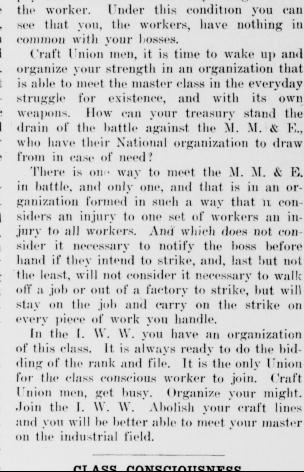 the worker. Under this condition you can
see that you, the workers, have nothing in
common with your bosses.
Craft Union men, it is time to wake up and
organize your strength in an organization that
is able to meet the master class in the everyday
struggle for existence, and with its own
weapons. How can your treasury stand the
drain of the battle against the M. M. & E.,
who have their National organization to draw
from in case of need?
There is one way to meet the M. M. & E.
in battle, and only one, and that is in an or-
ganization formed in such a way that it con-
siders an injury to one set of workers an in-
jury to all workers. And which does not con-
sider it necessary to notify the boss before
hand if they intend to strike, and, last but not
the least, will not consider it necessary to walk
off a job or out of a factory to strike, but will
stay on the job and carry on the strike on
every piece of work you handle.
In the I. W. W. you have an organization
of this class. It is always ready to do the bid-
ding of the rank and file. It is the only Union
for the class conscious worker to join. Craft
Union men, get busy. Organize your might.
Join the I. W. W. Abolish your craft lines
and you will be better able to meet your master
on the industrial field.
CLASS CONSCIOUSNESS